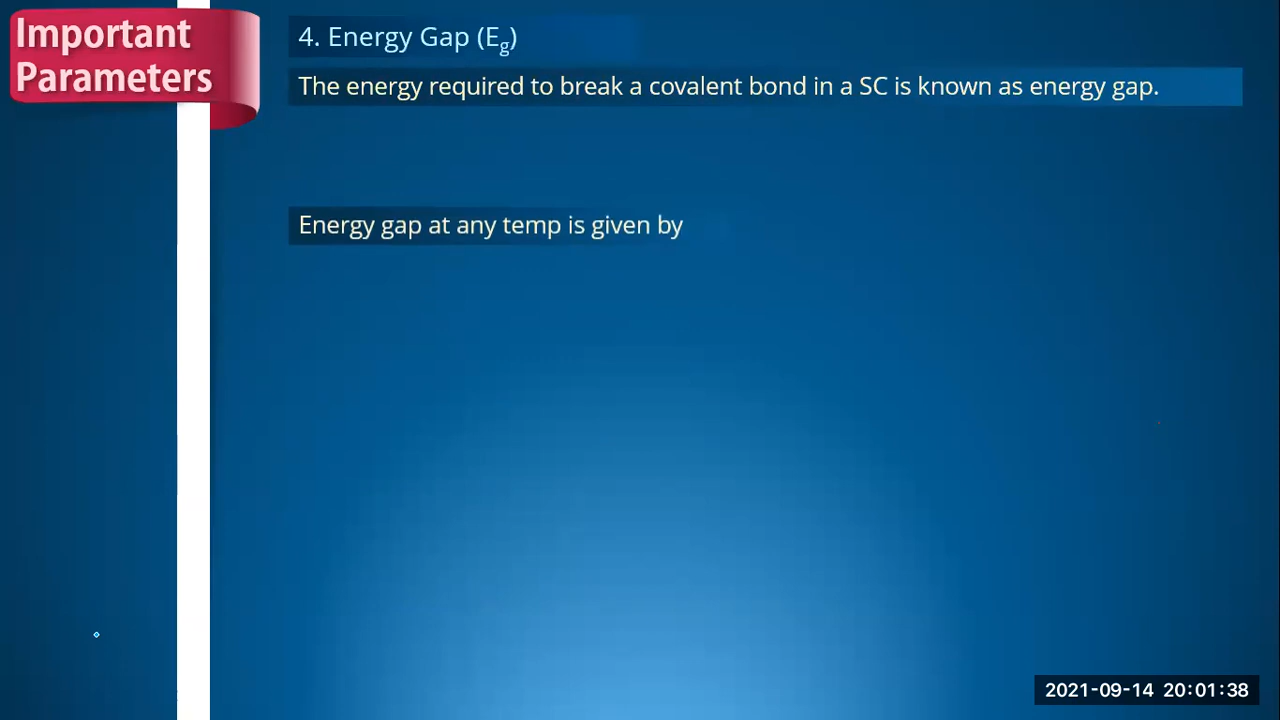 Important
Parameters
4. Energy Gap (Eg)
The energy required to break a covalent bond in a SC is known as energy gap.
Energy gap at any temp is given by
2021-09-14 20:01:38